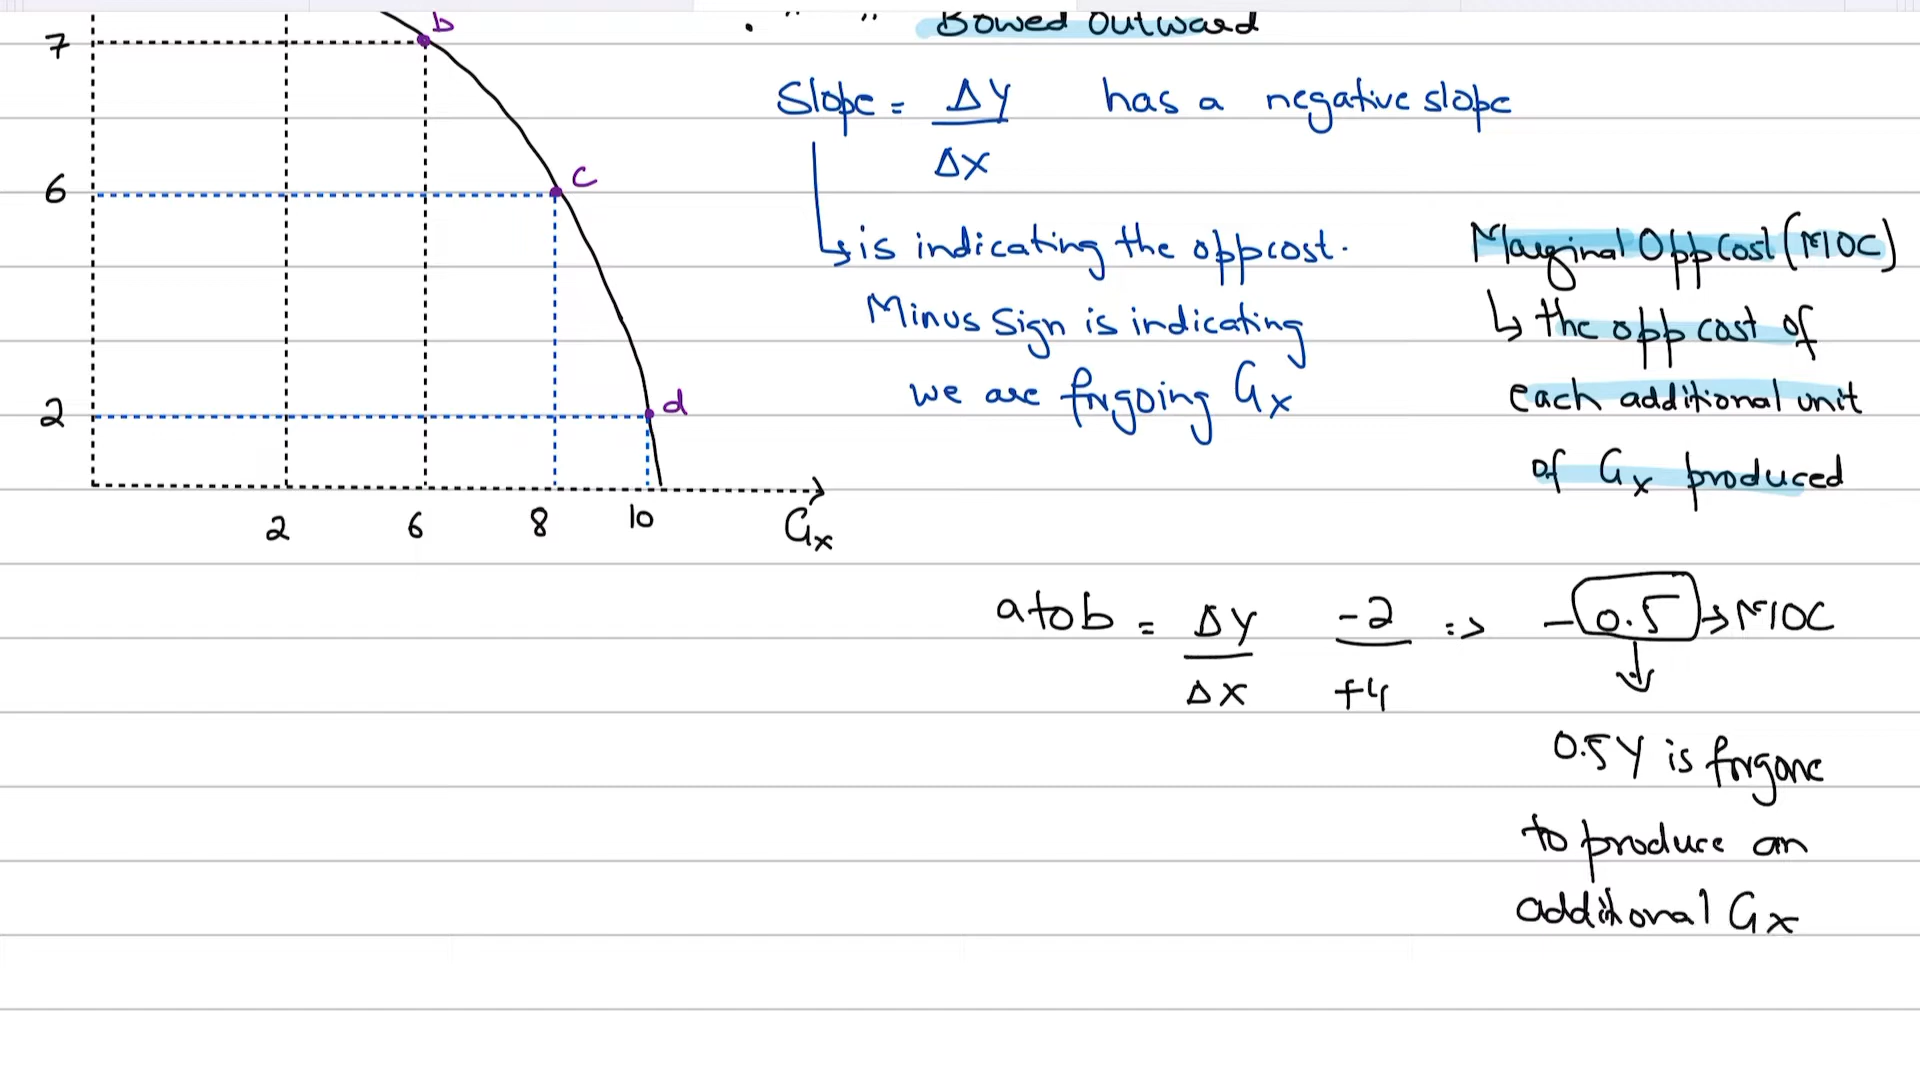 b
. " " Bowed Outward
7
Slope = ΔY has a negative slope
ΔX
c
6
↳ is indicating the opp cost.
Marginal Opp Cost (MOC)
Minus Sign is indicating
↳ the opp cost of
we are forgoing Gx
each additional unit
d
2
of Gx produced
2 6 8 10 Gx
a to b = ΔY -2 => -0.5 → MOC
ΔX +4
0.5Y is forgone
to produce an
additional Gx